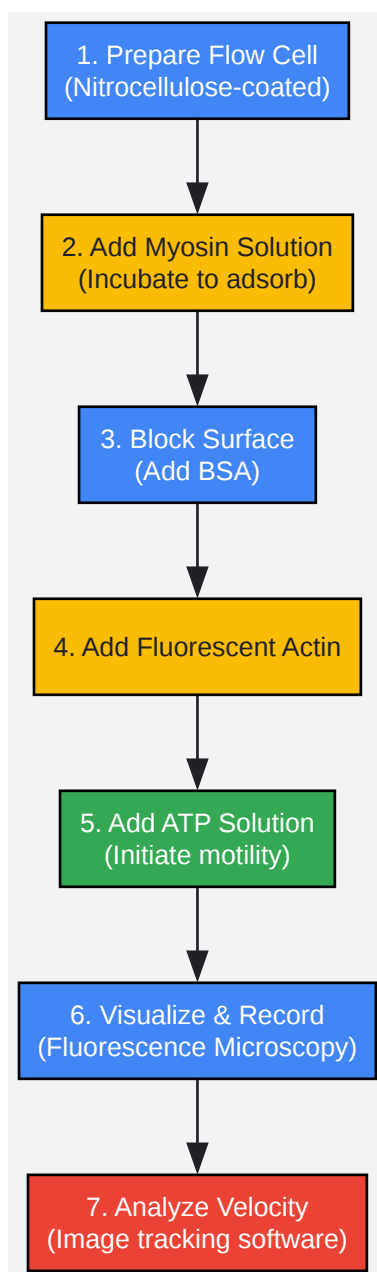 1. Prepare Flow Cell
(Nitrocellulose-coated)
2. Add Myosin Solution
(Incubate to adsorb)
3. Block Surface
(Add BSA)
4. Add Fluorescent Actin
5. Add ATP Solution
(Initiate motility)
6. Visualize & Record
(Fluorescence Microscopy)
7. Analyze Velocity
(Image tracking software)